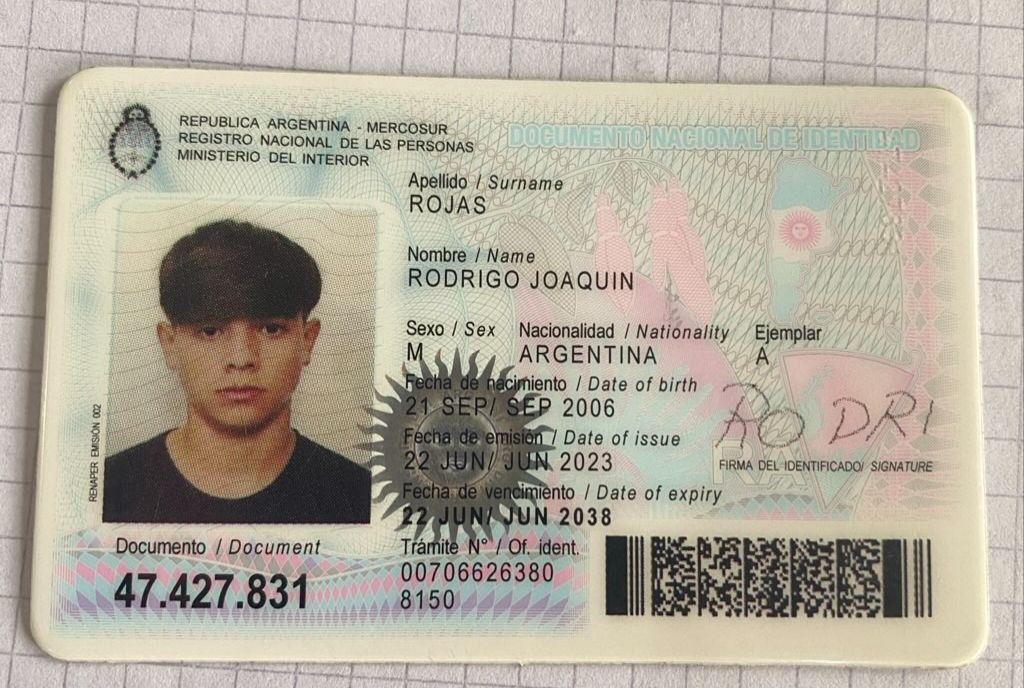 REPUBLICA ARGENTINA - MERCOSUR
REGISTRO NACIONAL DE LAS PERSONAS
MINISTERIO DEL INTERIOR
DOCUMENTO NACIONAL DE IDENTIDAD
Apellido / Surname
ROJAS
Nombre / Name
RODRIGO JOAQUIN
Sexo / Sex Nacionalidad / Nationality Ejemplar
M ARGENTINA A
Fecha de nacimiento / Date of birth
21 SEP/ SEP 2006
Fecha de emisión / Date of issue
22 JUN/ JUN 2023
Fecha de vencimiento / Date of expiry
22 JUN/ JUN 2038
RO DRI
FIRMA DEL IDENTIFICADO/ SIGNATURE
RENAPER EMISIÓN 002
Documento / Document
47.427.831
Trámite N° / Of. ident.
00706626380
8150